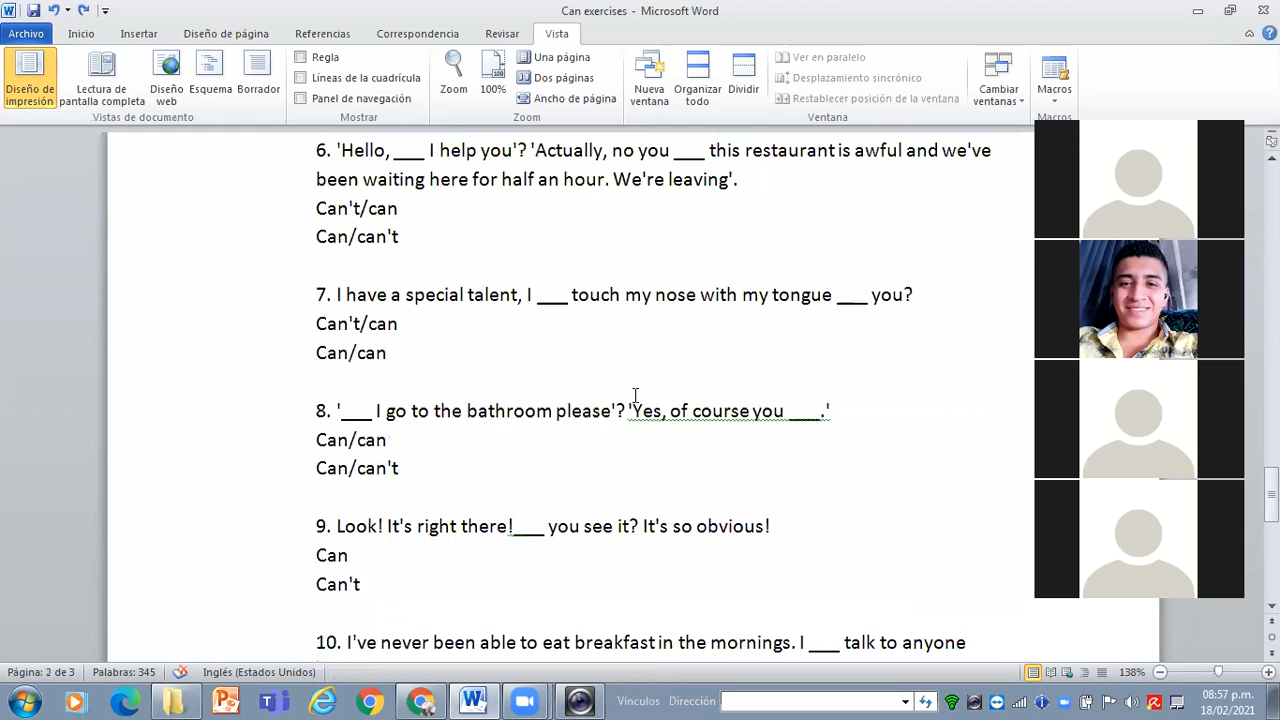 Can exercises - Microsoft Word
Archivo Inicio Insertar Diseño de página Referencias Correspondencia Revisar Vista
Diseño de impresión
Lectura de pantalla completa
Diseño web
Esquema
Borrador
Vistas de documento
Regla
Líneas de la cuadrícula
Panel de navegación
Mostrar
Zoom
100%
Una página
Dos páginas
Ancho de página
Zoom
Nueva ventana
Organizar todo
Dividir
Ver en paralelo
Desplazamiento sincrónico
Restablecer posición de la ventana
Ventana
Cambiar ventanas
Macros
Macros
6. 'Hello, ___ I help you'? 'Actually, no you ___ this restaurant is awful and we've
been waiting here for half an hour. We're leaving'.
Can't/can
Can/can't
7. I have a special talent, I ___ touch my nose with my tongue ___ you?
Can't/can
Can/can
8. '___ I go to the bathroom please'? 'Yes, of course you ___.'
Can/can
Can/can't
9. Look! It's right there!___ you see it? It's so obvious!
Can
Can't
10. I've never been able to eat breakfast in the mornings. I ___ talk to anyone
Página: 2 de 3 Palabras: 345 Inglés (Estados Unidos) 138%
Vínculos Dirección
08:57 p.m.
18/02/2021